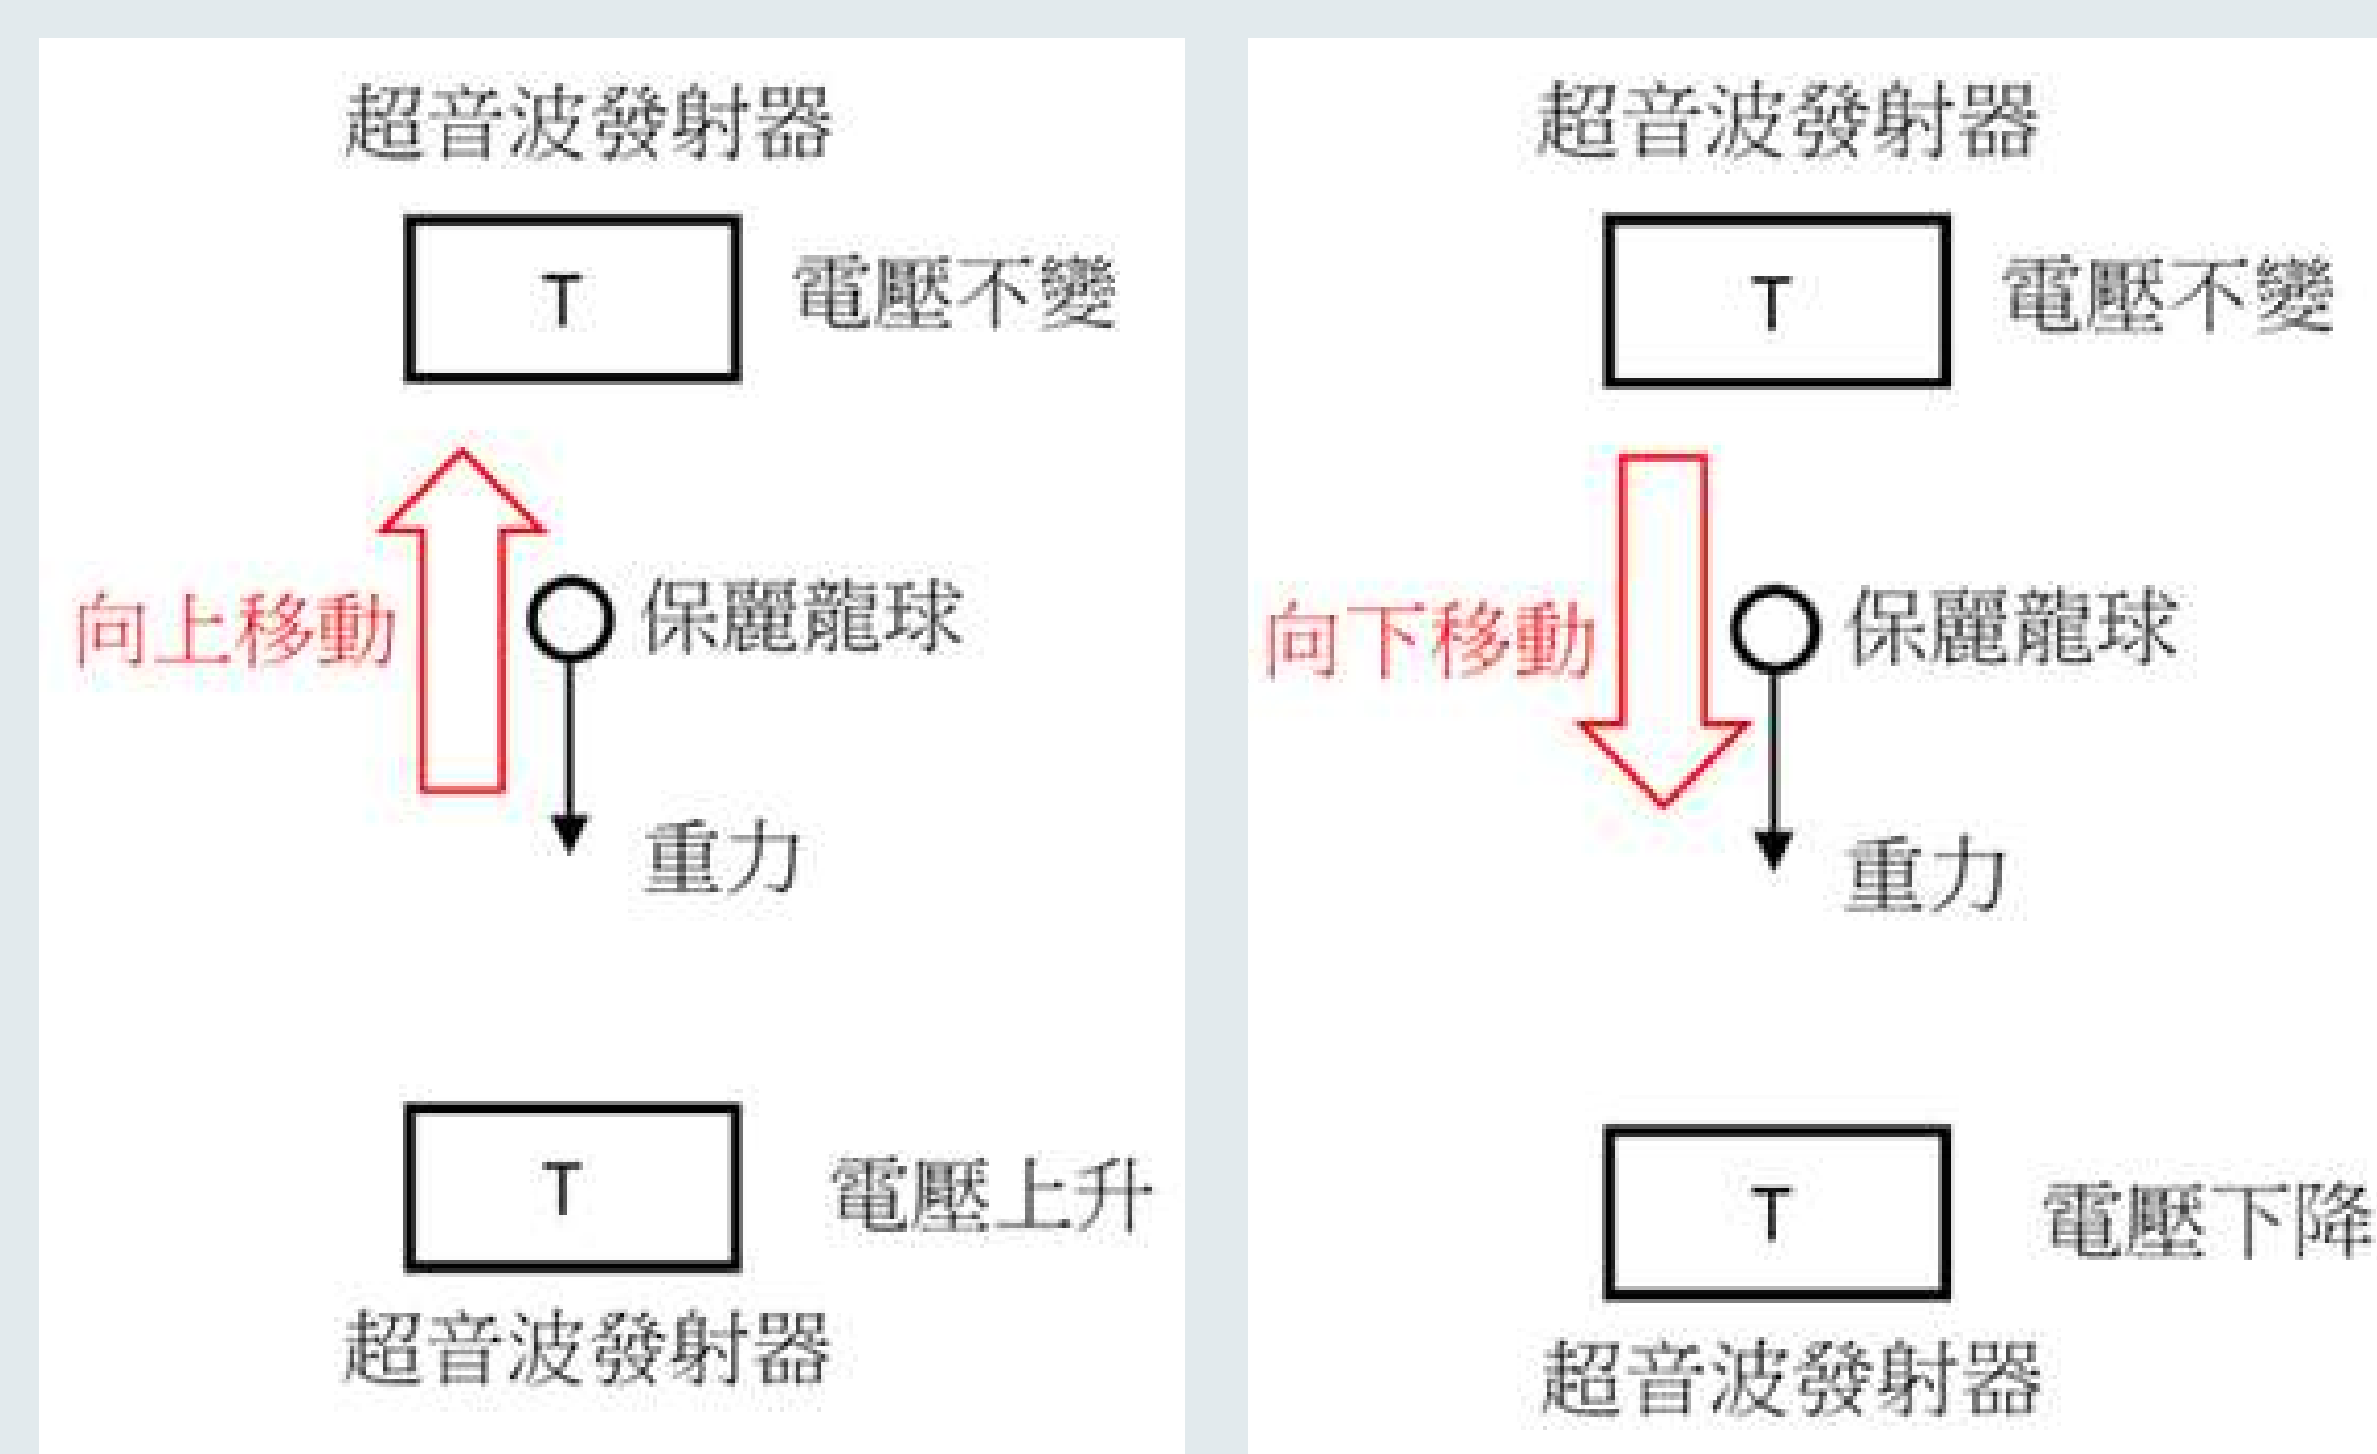 超音波發射器
T
電壓不變
向上移動
保麗龍球
重力
T
電壓上升
超音波發射器
超音波發射器
T
電壓不變
向下移動
保麗龍球
重力
T
電壓下降
超音波發射器